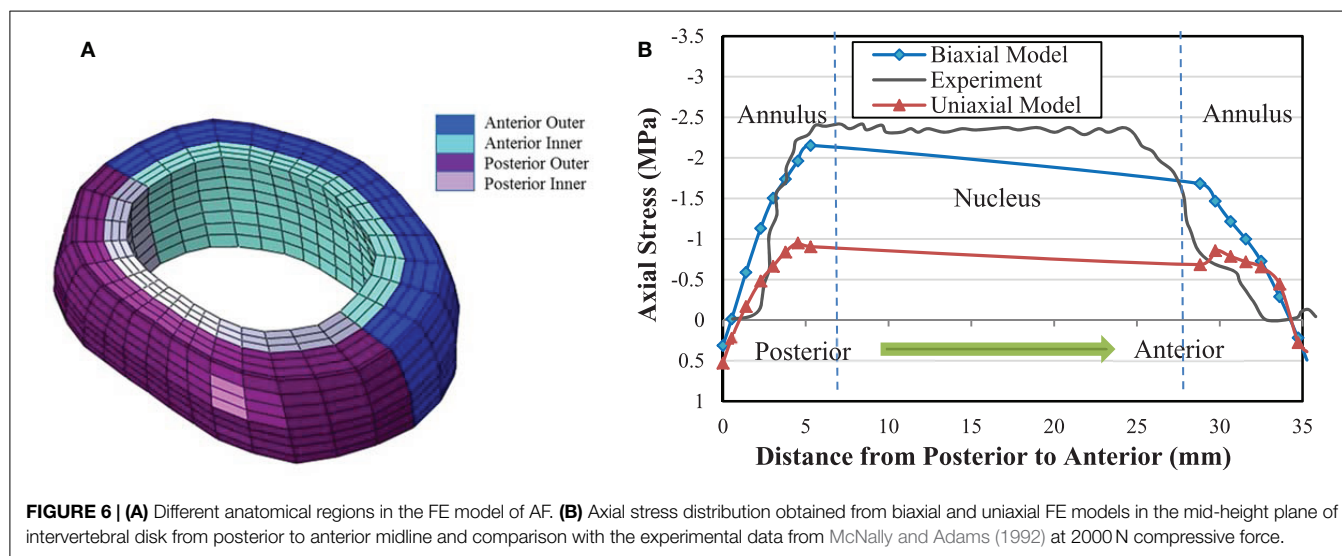 A
Anterior Outer
Anterior Inner
Posterior Outer
Posterior Inner
B
-3.5
-3
-2.5
-2
-1.5
-1
-0.5
0
0.5
1
Axial Stress (MPa)
Biaxial Model
Experiment
Uniaxial Model
Annulus
Annulus
Nucleus
Posterior
Anterior
0 5 10 15 20 25 30 35
Distance from Posterior to Anterior (mm)
FIGURE 6 | (A) Different anatomical regions in the FE model of AF. (B) Axial stress distribution obtained from biaxial and uniaxial FE models in the mid-height plane of
intervertebral disk from posterior to anterior midline and comparison with the experimental data from McNally and Adams (1992) at 2000 N compressive force.